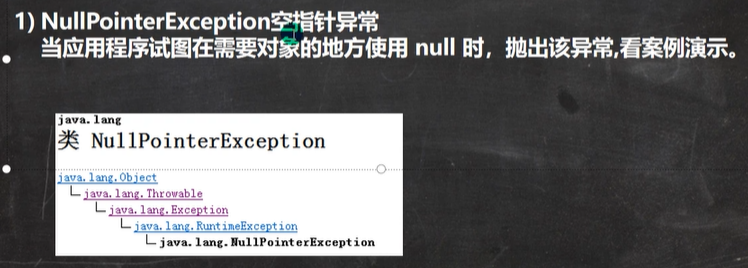 1) NullPointerException空指针异常
当应用程序试图在需要对象的地方使用 null 时，抛出该异常,看案例演示。
java.lang
类 NullPointerException
java.lang.Object
java.lang.Throwable
java.lang.Exception
java.lang.RuntimeException
java.lang.NullPointerException